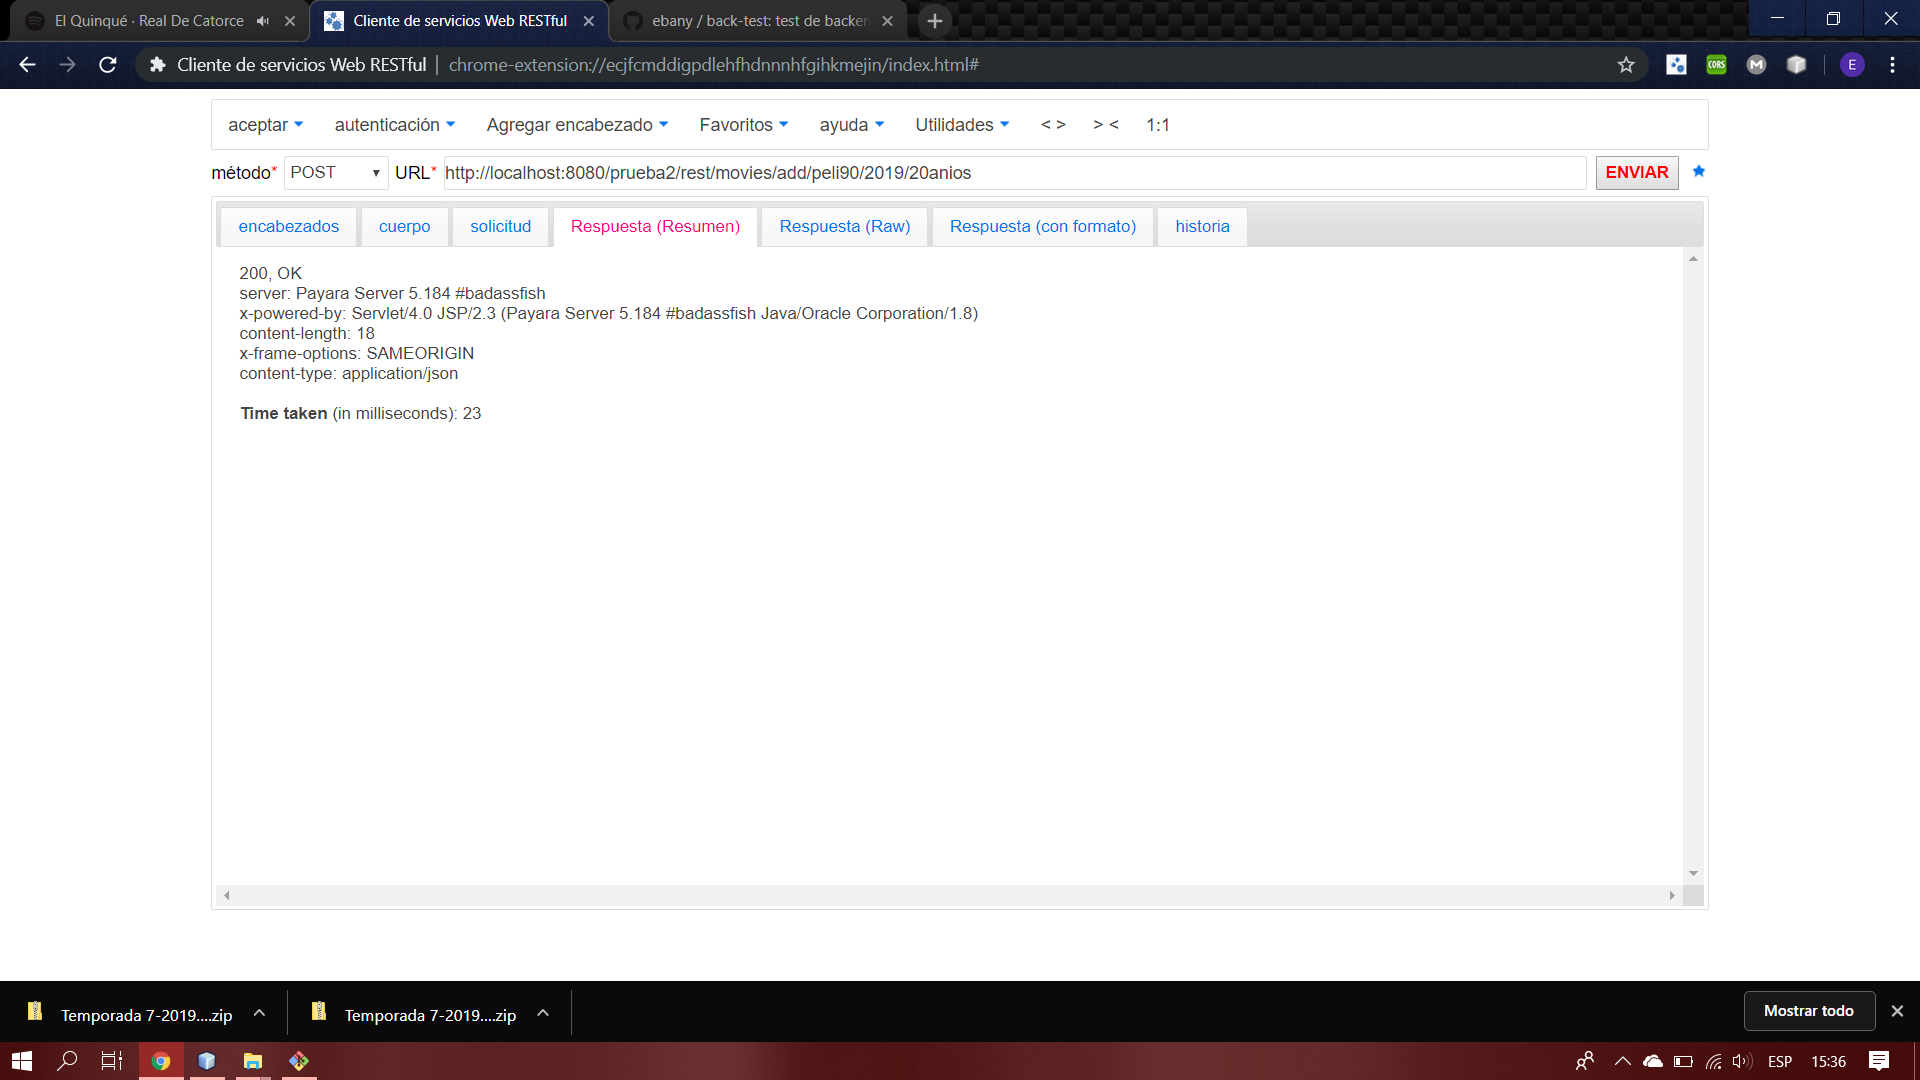 El Quinqué · Real De Catorce
Cliente de servicios Web RESTful
ebany / back-test: test de backen
Cliente de servicios Web RESTful | chrome-extension://ecjfcmddigpdlehfhdnnnhfgihkmejin/index.html#
CORS
M
E
aceptar autenticación Agregar encabezado Favoritos ayuda Utilidades < > > < 1:1
método* POST URL* http://localhost:8080/prueba2/rest/movies/add/peli90/2019/20anios ENVIAR
encabezados cuerpo solicitud Respuesta (Resumen) Respuesta (Raw) Respuesta (con formato) historia
200, OK
server: Payara Server 5.184 #badassfish
x-powered-by: Servlet/4.0 JSP/2.3 (Payara Server 5.184 #badassfish Java/Oracle Corporation/1.8)
content-length: 18
x-frame-options: SAMEORIGIN
content-type: application/json
Time taken (in milliseconds): 23
Temporada 7-2019....zip
Temporada 7-2019....zip
Mostrar todo
ESP 15:36